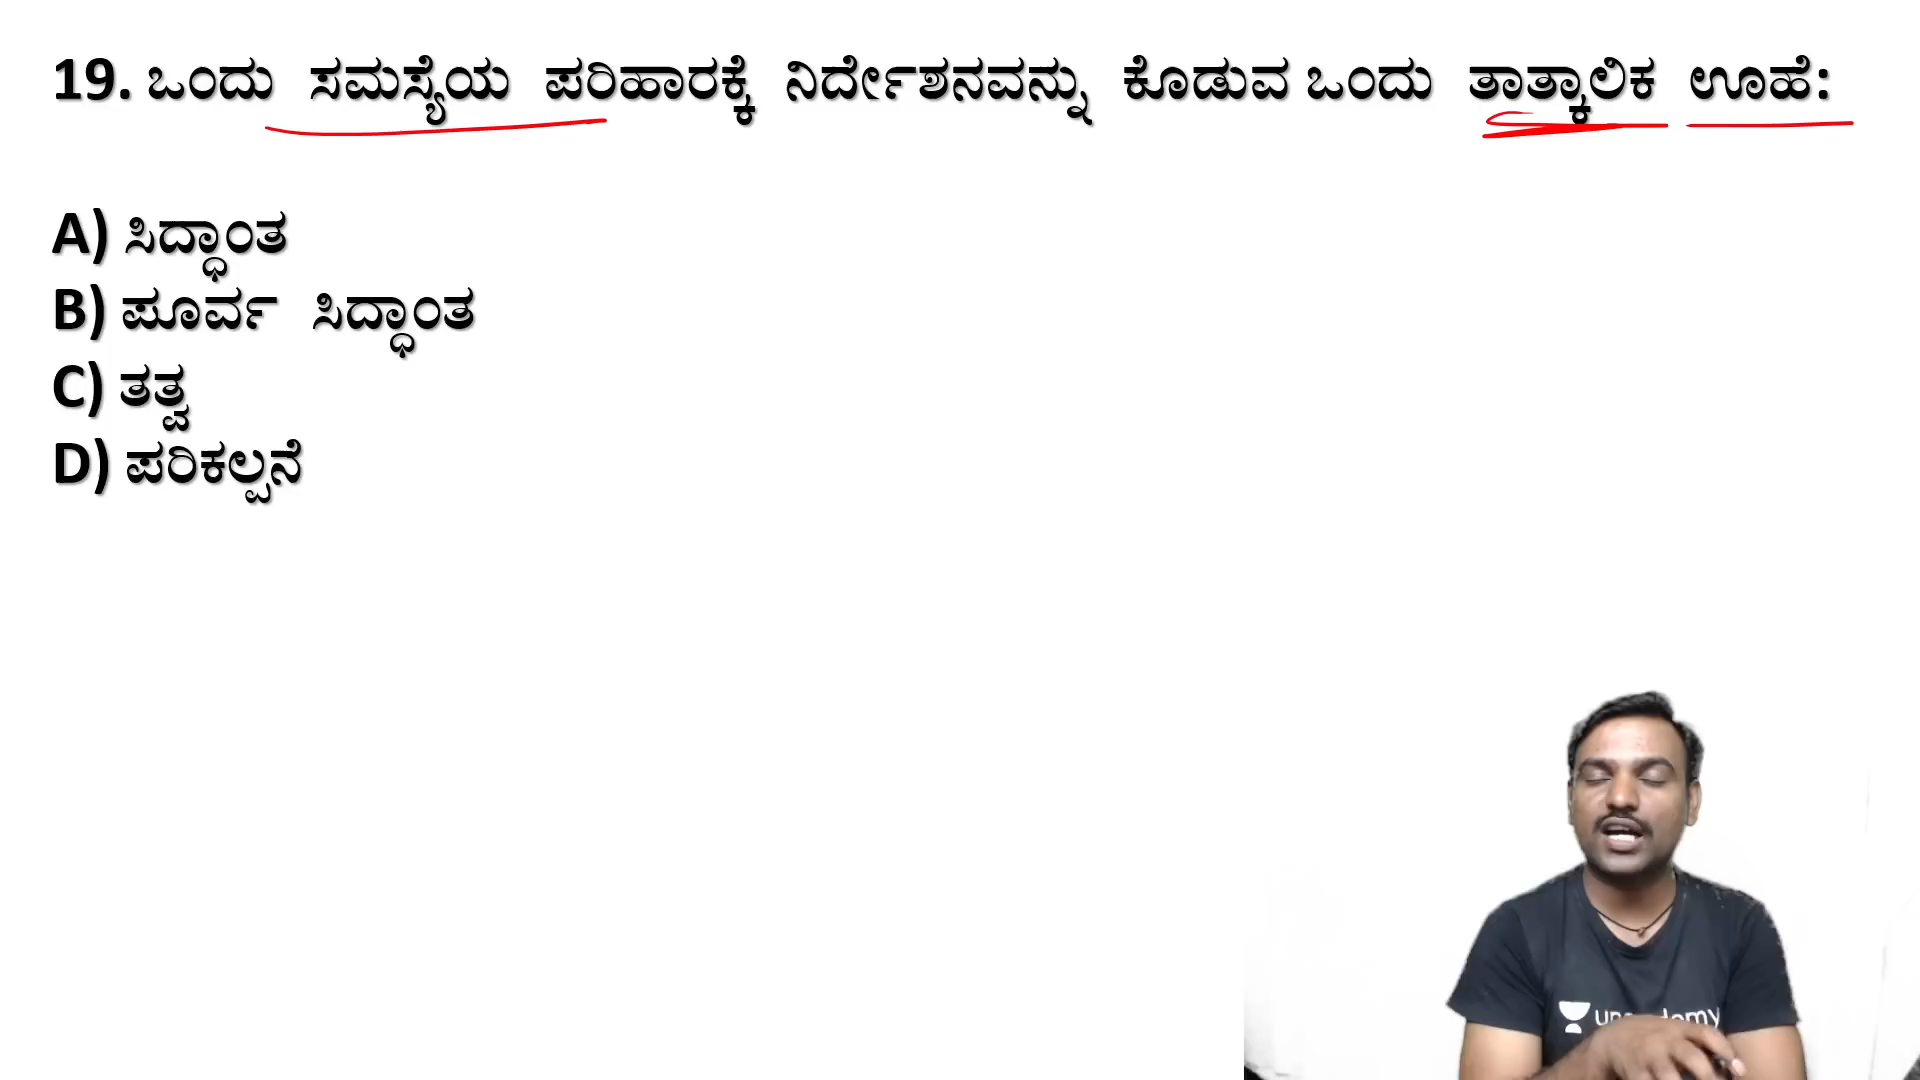 19. ಒಂದು ಸಮಸ್ಯೆಯ ಪರಿಹಾರಕ್ಕೆ ನಿರ್ದೇಶನವನ್ನು ಕೊಡುವ ಒಂದು ತಾತ್ಕಾಲಿಕ ಊಹೆ:
A) ಸಿದ್ಧಾಂತ
B) ಪೂರ್ವ ಸಿದ್ಧಾಂತ
C) ತತ್ವ
D) ಪರಿಕಲ್ಪನೆ